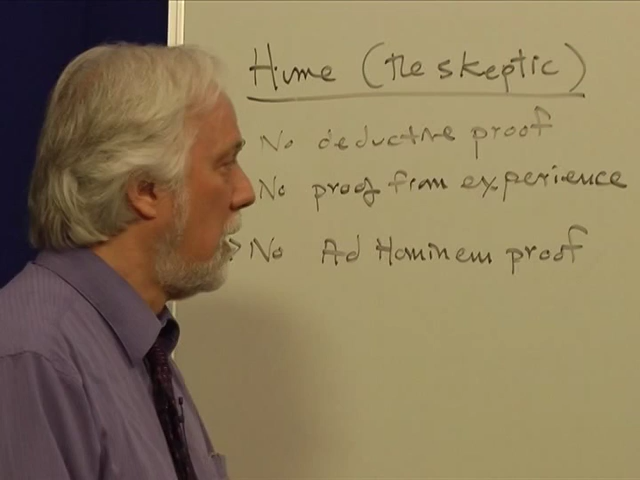 Hume (the skeptic)
No deductive proof
No proof from experience
> No Ad Hominem proof